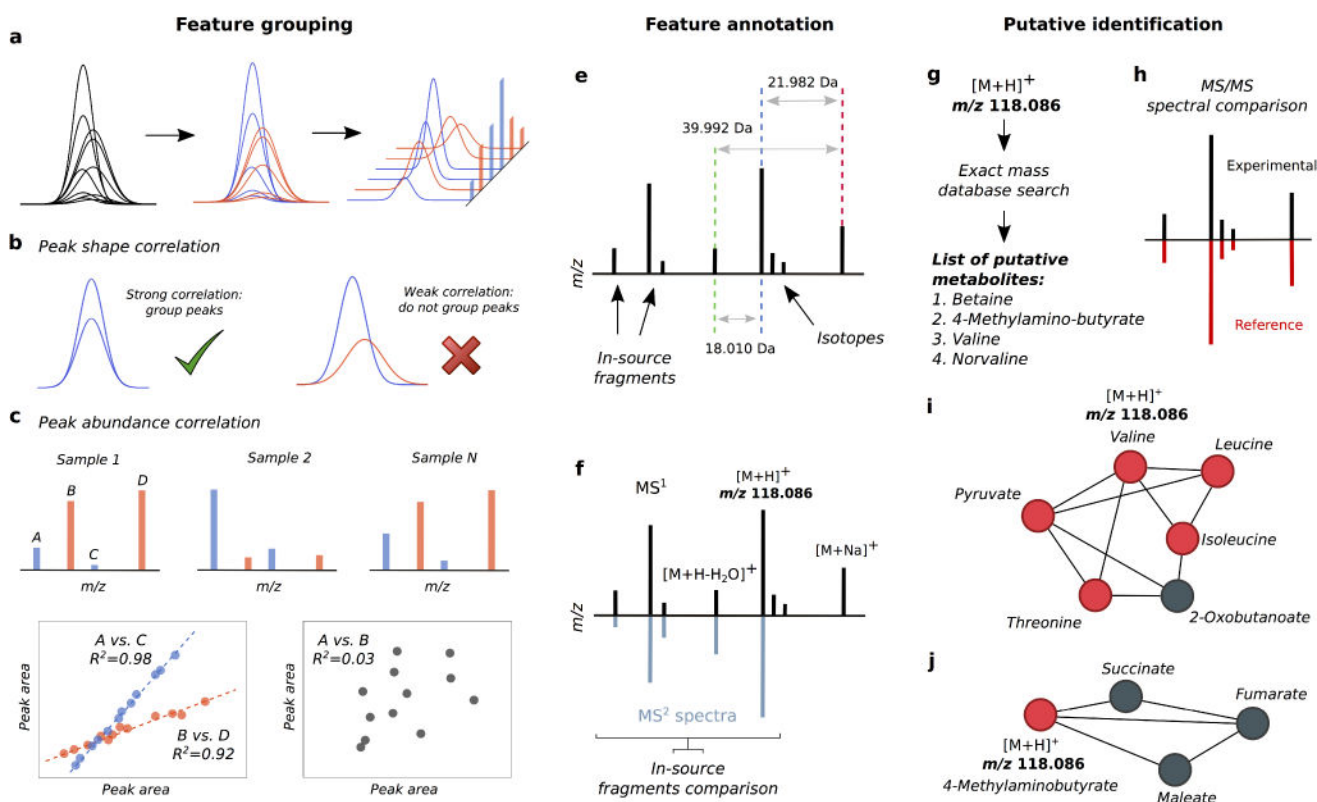 Feature grouping
a
b
Peak shape correlation
Strong correlation:
group peaks
Weak correlation:
do not group peaks
c
Peak abundance correlation
Sample 1
A
B
C
D
m/z
Sample 2
m/z
Sample N
m/z
A vs. C
R²=0.98
B vs. D
R²=0.92
Peak area
Peak area
A vs. B
R²=0.03
Peak area
Peak area
Feature annotation
e
21.982 Da
39.992 Da
m/z
18.010 Da
In-source
fragments
Isotopes
f
MS¹
[M+H]⁺
m/z 118.086
[M+H-H₂O]⁺
[M+Na]⁺
m/z
MS² spectra
In-source
fragments comparison
Putative identification
g
[M+H]⁺
m/z 118.086
Exact mass
database search
List of putative
metabolites:
1. Betaine
2. 4-Methylamino-butyrate
3. Valine
4. Norvaline
h
MS/MS
spectral comparison
Experimental
Reference
i
[M+H]⁺
m/z 118.086
Valine
Leucine
Pyruvate
Isoleucine
Threonine
2-Oxobutanoate
j
Succinate
Fumarate
[M+H]⁺
m/z 118.086
4-Methylaminobutyrate
Maleate